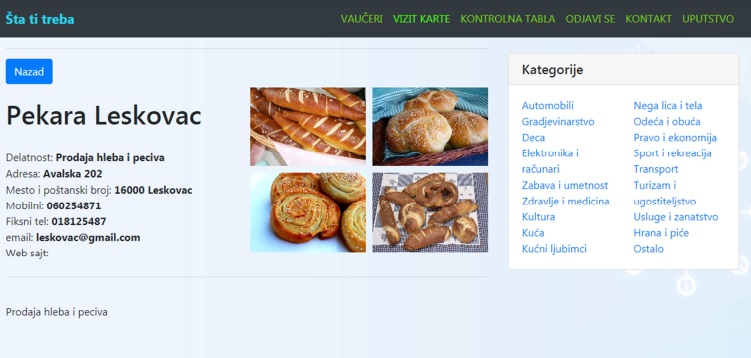 Šta ti treba
VAUČERI VIZIT KARTE KONTROLNA TABLA ODJAVI SE KONTAKT UPUTSTVO
Nazad
Pekara Leskovac
Delatnost: Prodaja hleba i peciva
Adresa: Avalska 202
Mesto i poštanski broj: 16000 Leskovac
Mobilni: 060254871
Fiksni tel: 018125487
email: leskovac@gmail.com
Web sajt:
Prodaja hleba i peciva
Kategorije
Automobili
Gradjevinarstvo
Deca
Elektronika i
računari
Zabava i umetnost
Zdravlje i medicina
Kultura
Kuća
Kućni ljubimci
Nega lica i tela
Odeća i obuća
Pravo i ekonomija
Sport i rekreacija
Transport
Turizam i
ugostiteljstvo
Usluge i zanatstvo
Hrana i piće
Ostalo